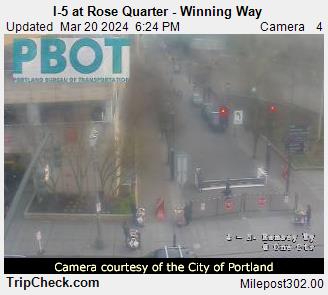 I-5 at Rose Quarter - Winning Way
Updated Mar 20 2024 6:24 PM Camera 4
PBOT
PORTLAND BUREAU OF TRANSPORTATION
Camera courtesy of the City of Portland
TripCheck.com Milepost302.00